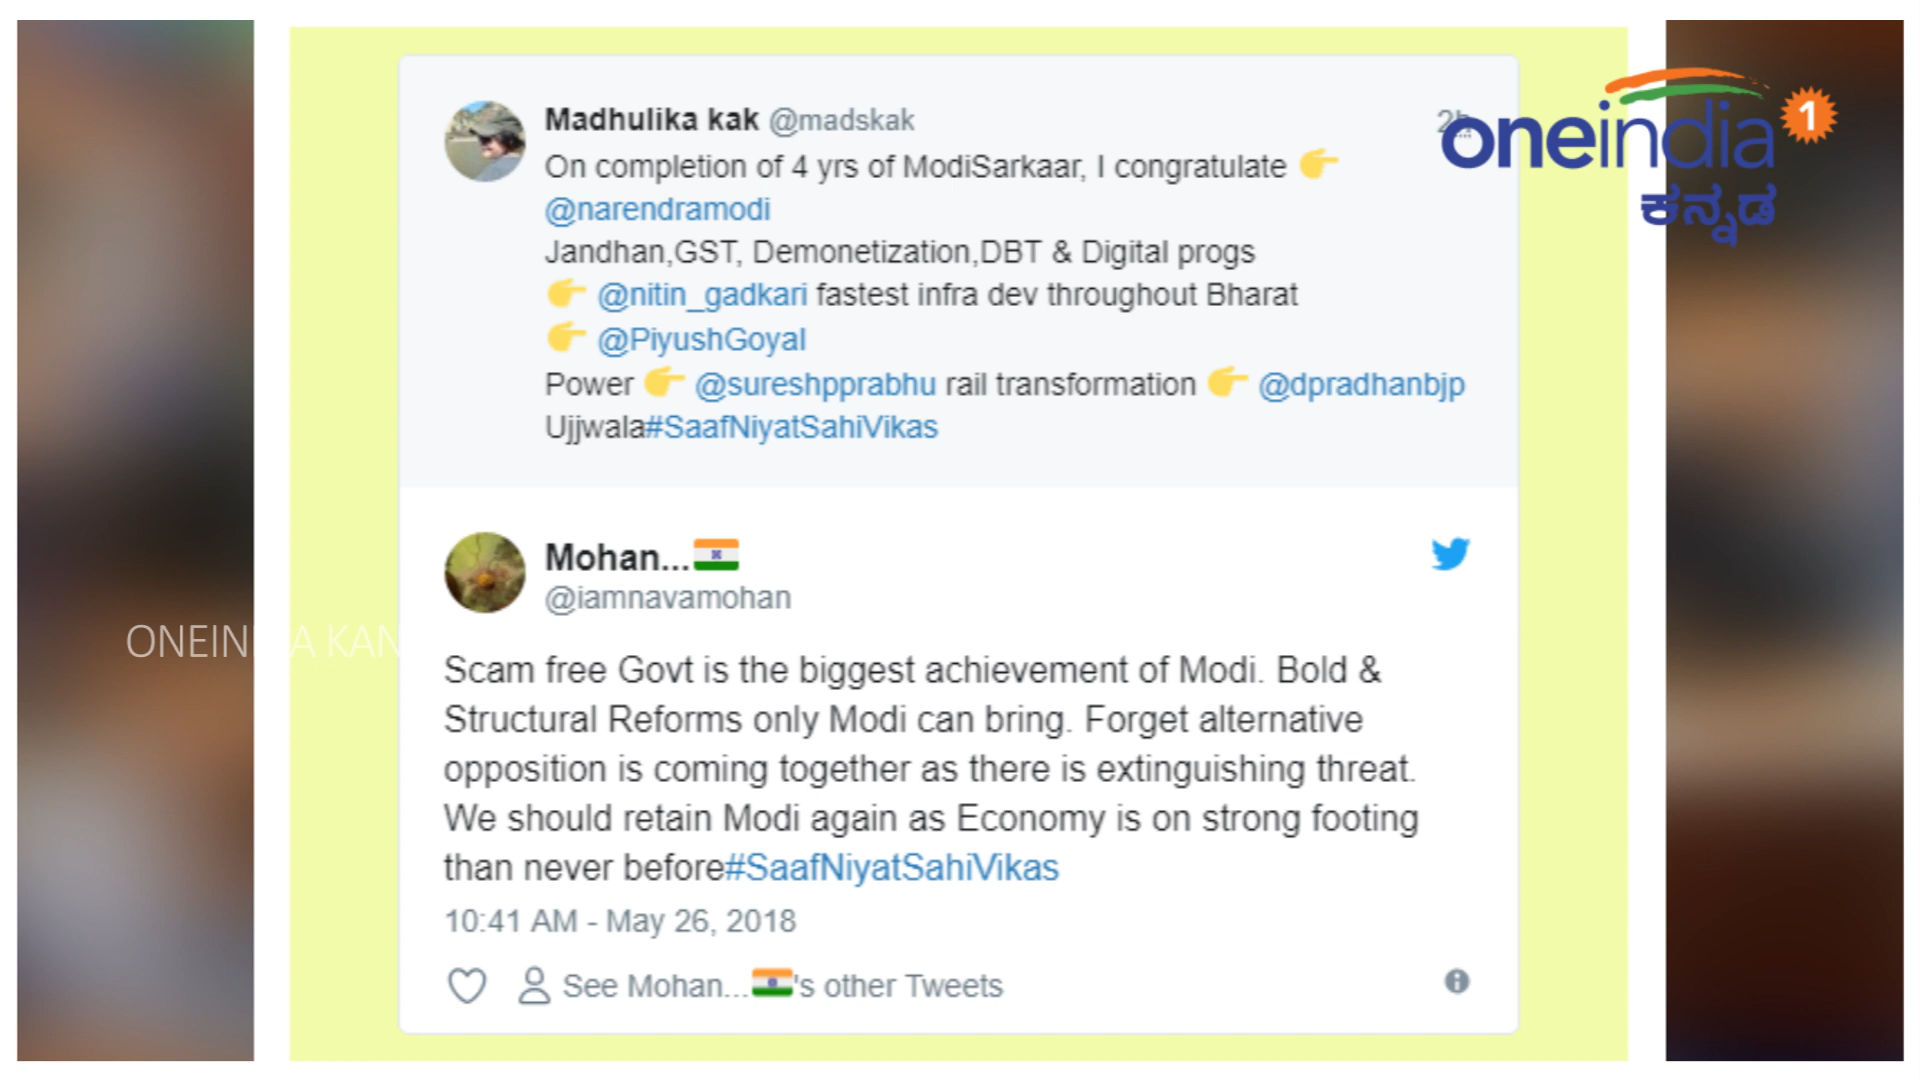 Madhulika kak @madskak
On completion of 4 yrs of ModiSarkaar, I congratulate 👉
@narendramodi
Jandhan,GST, Demonetization,DBT & Digital progs
👉 @nitin_gadkari fastest infra dev throughout Bharat
👉 @PiyushGoyal
Power 👉 @sureshpprabhu rail transformation 👉 @dpradhanbjp
Ujjwala#SaafNiyatSahiVikas
oneindia 1
ಕನ್ನಡ
Mohan...🇮🇳
@iamnavamohan
Scam free Govt is the biggest achievement of Modi. Bold &
Structural Reforms only Modi can bring. Forget alternative
opposition is coming together as there is extinguishing threat.
We should retain Modi again as Economy is on strong footing
than never before#SaafNiyatSahiVikas
10:41 AM - May 26, 2018
See Mohan...🇮🇳's other Tweets